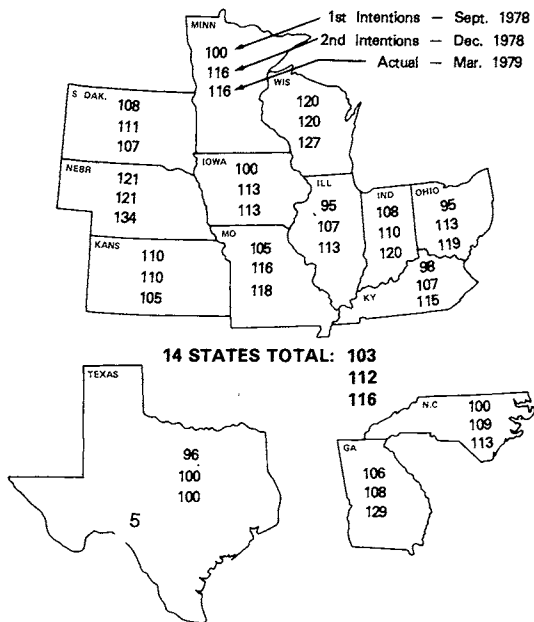 MINN
1st Intentions — Sept. 1978
2nd Intentions — Dec. 1978
Actual — Mar. 1979
100
116
116
WIS
120
120
127
S DAK.
108
111
107
NEBR
121
121
134
IOWA
100
113
113
ILL
95
107
113
IND
108
110
120
OHIO
95
113
119
KANS
110
110
105
MO
105
116
118
KY
98
107
115
14 STATES TOTAL: 103
112
116
TEXAS
96
100
100
5
N.C
100
109
113
GA
106
108
129